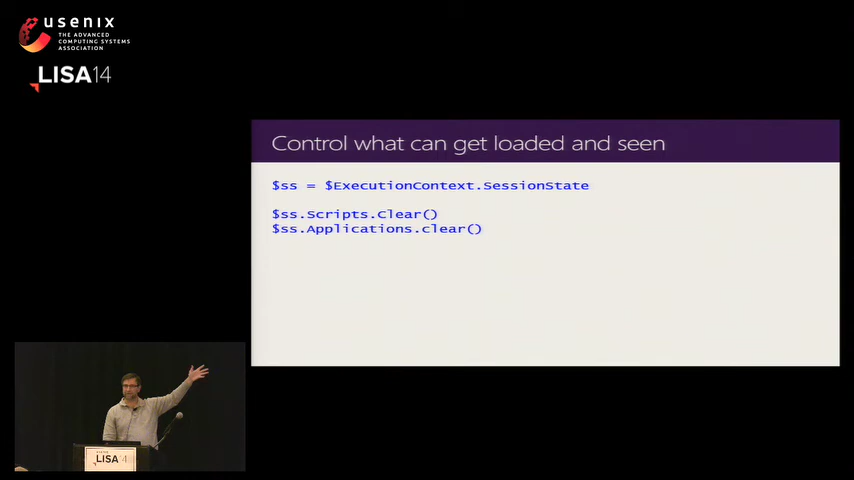 usenix
THE ADVANCED
COMPUTING SYSTEMS
ASSOCIATION
LISA14
Control what can get loaded and seen
$ss = $ExecutionContext.SessionState
$ss.Scripts.Clear()
$ss.Applications.clear()
LISA14